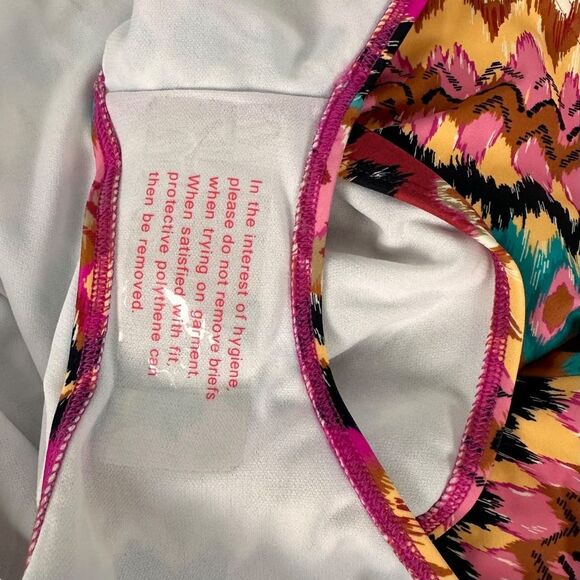 In the interest of hygiene,
please do not remove briefs
when trying on garment.
When satisfied with fit,
protective polythene can
then be removed.